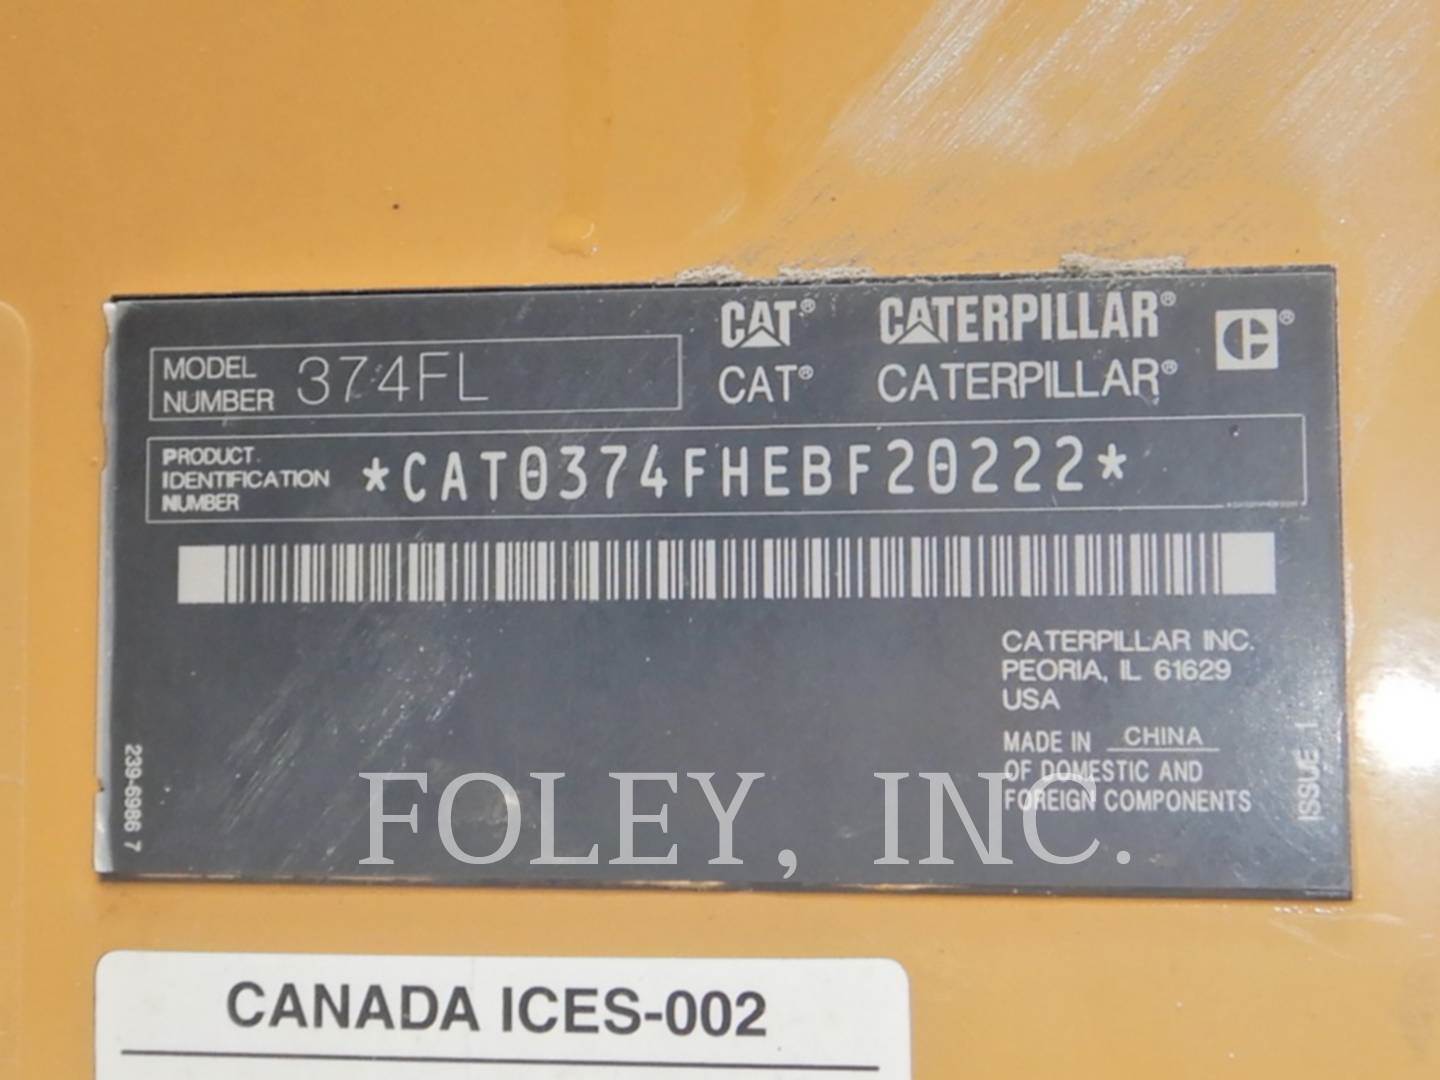 CAT® CATERPILLAR®
MODEL NUMBER 374FL
CAT® CATERPILLAR®
PRODUCT IDENTIFICATION NUMBER *CAT0374FHEBF20222*
CATERPILLAR INC.
PEORIA, IL 61629
USA
MADE IN CHINA
OF DOMESTIC AND
FOREIGN COMPONENTS
ISSUE 1
239-6986 7
FOLEY, INC.
CANADA ICES-002